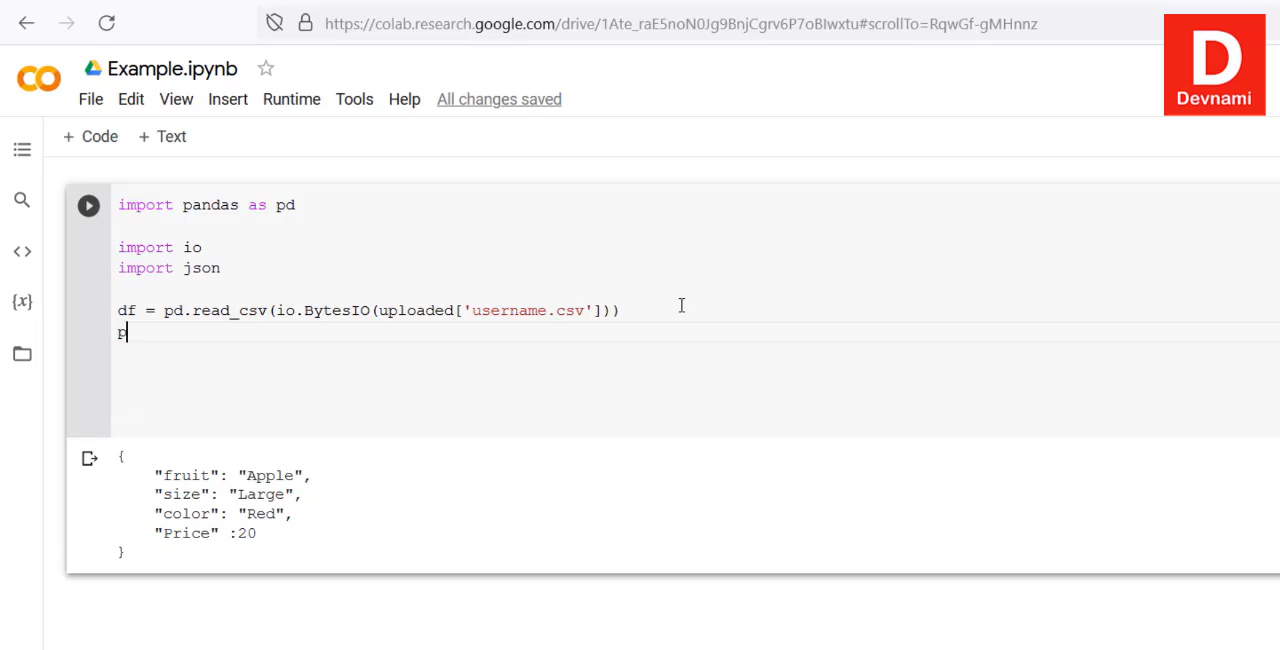 https://colab.research.google.com/drive/1Ate_raE5noN0Jg9BnjCgrv6P7oBIwxtu#scrollTo=RqwGf-gMHnnz
D
Devnami
CO
Example.ipynb
File Edit View Insert Runtime Tools Help All changes saved
+ Code + Text
import pandas as pd
import io
import json
df = pd.read_csv(io.BytesIO(uploaded['username.csv']))
p
{
"fruit": "Apple",
"size": "Large",
"color": "Red",
"Price" :20
}
{x}